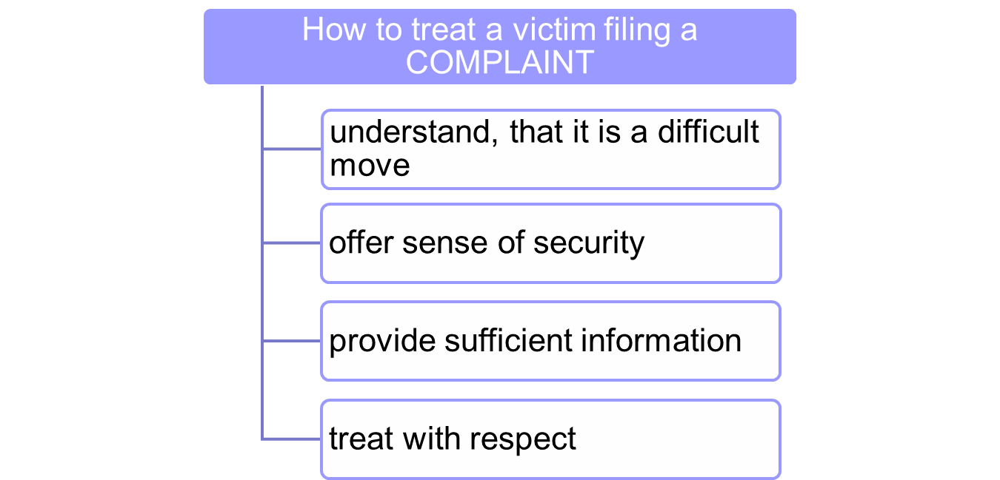 How to treat a victim filing a
COMPLAINT
understand, that it is a difficult
move
offer sense of security
provide sufficient information
treat with respect